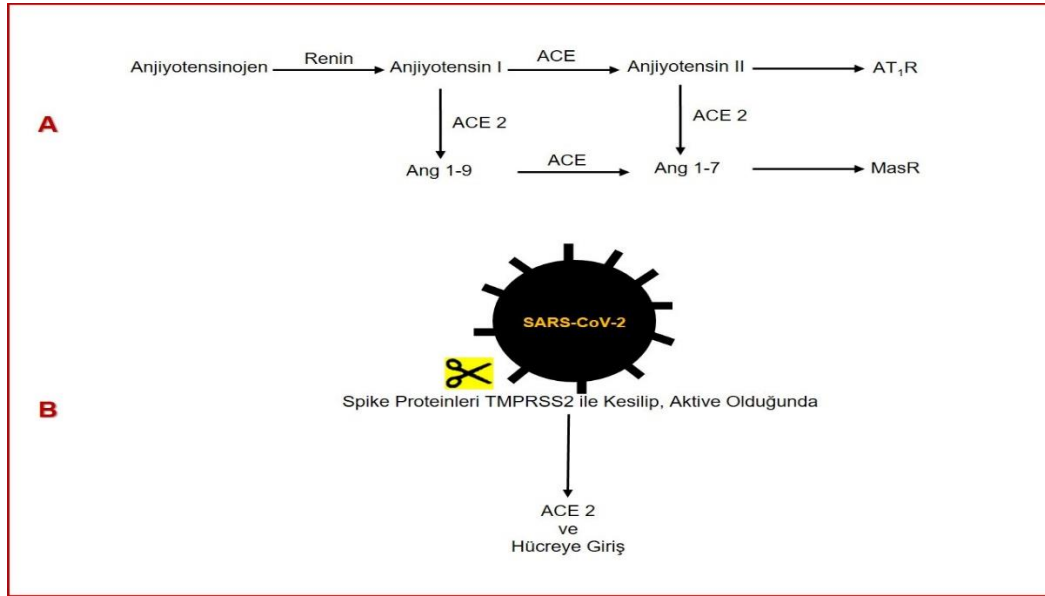 Anjiyotensinojen Renin Anjiyotensin I ACE Anjiyotensin II AT₁R
A
ACE 2 ACE 2
Ang 1-9 ACE Ang 1-7 MasR
SARS-CoV-2
B
Spike Proteinleri TMPRSS2 ile Kesilip, Aktive Olduğunda
ACE 2
ve
Hücreye Giriş